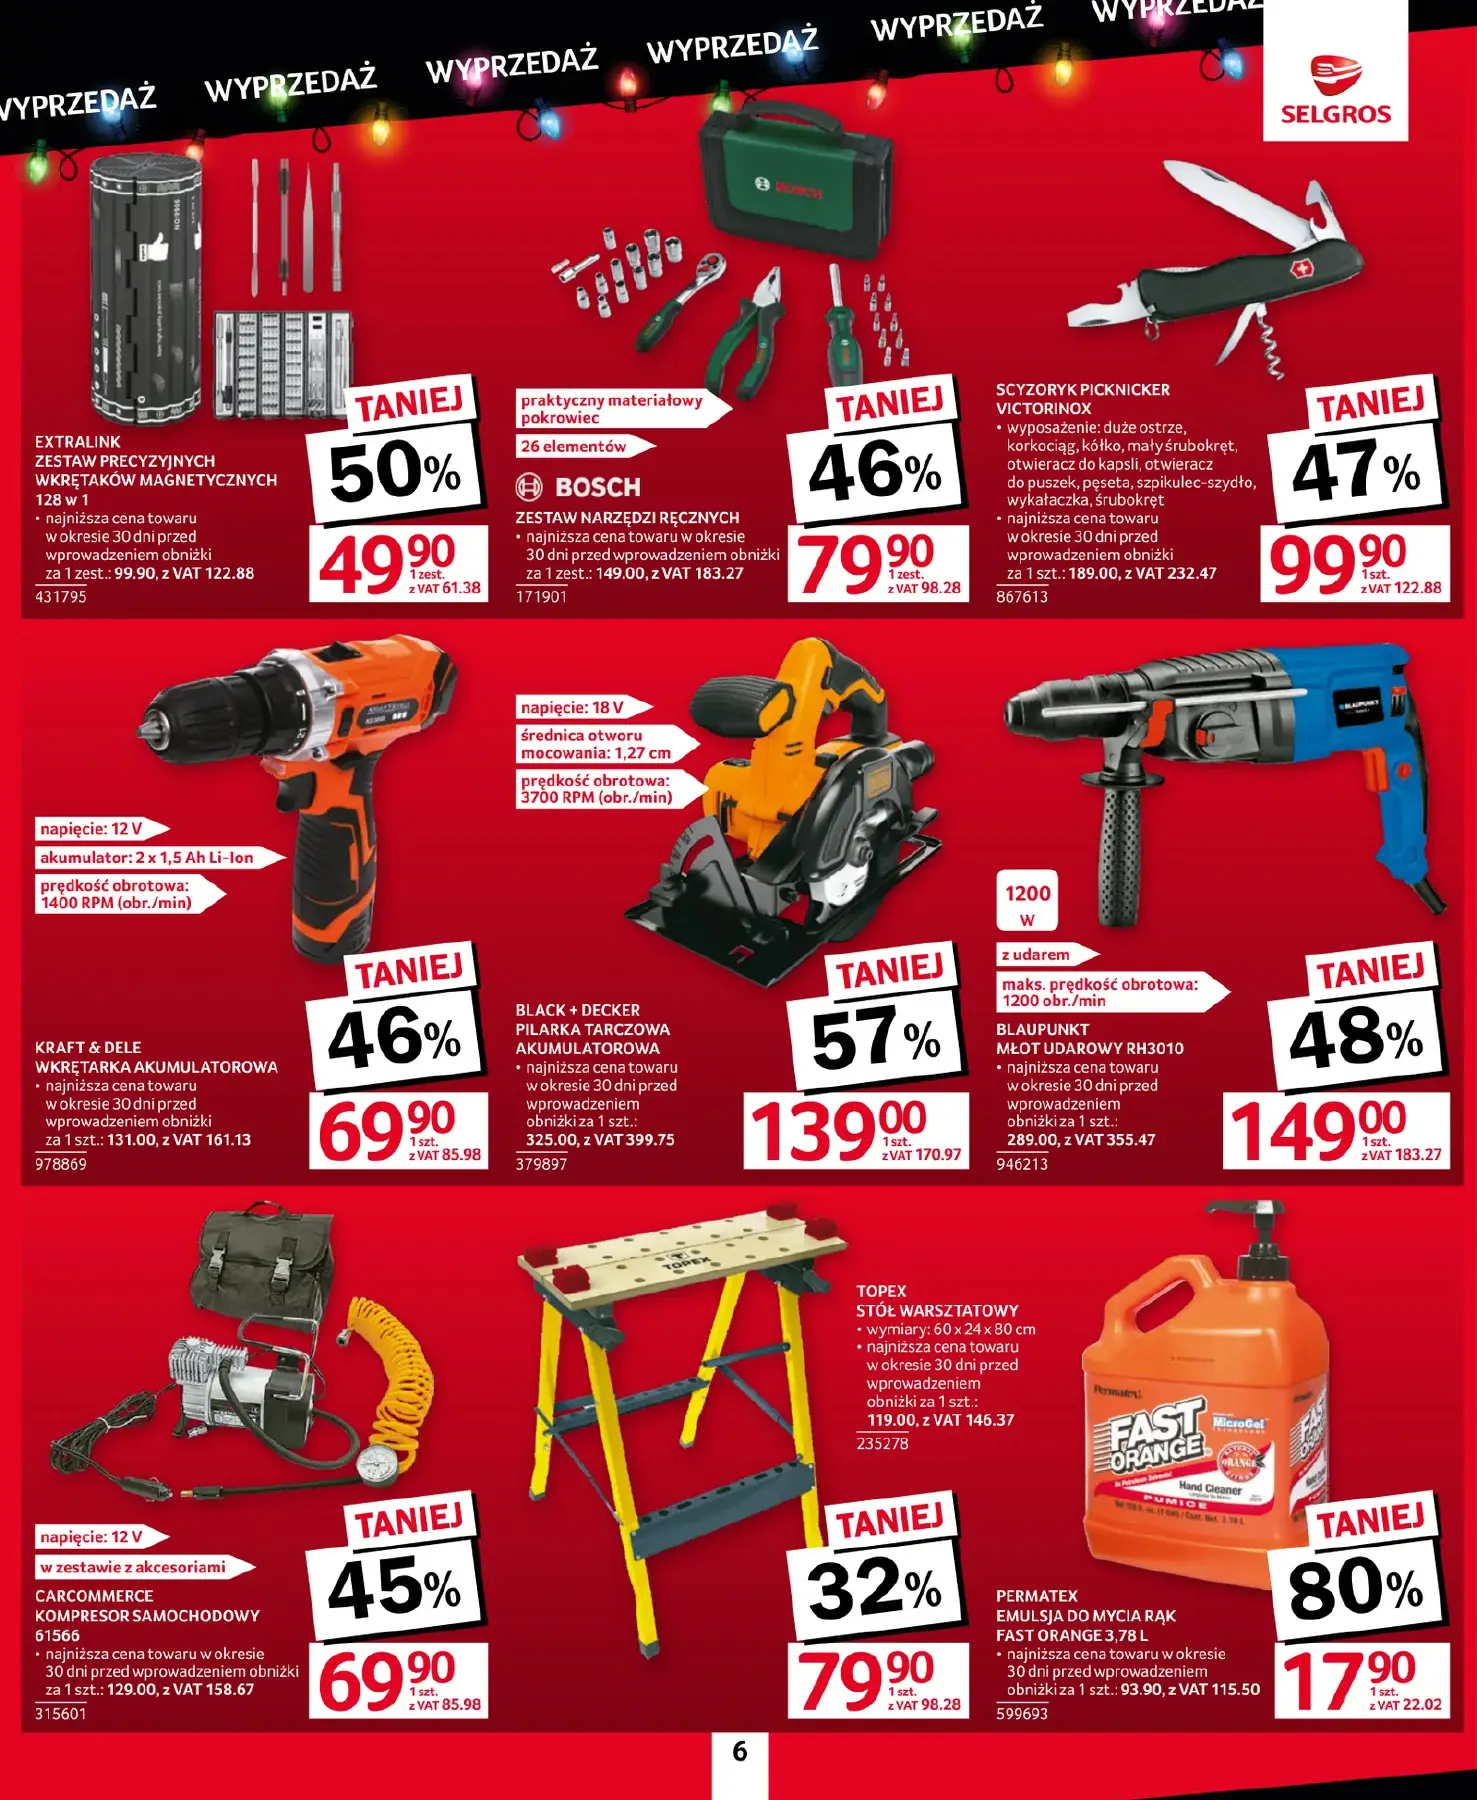 WYPRZEDAŻ
WYPRZEDAŻ
WYPRZEDAŻ
WYPRZEDAŻ
WYPRZEDAŻ
WYPRZEDAŻ
SELGROS
EXTRALINK
ZESTAW PRECYZYJNYCH
WKRĘTAKÓW MAGNETYCZNYCH
128 w 1
• najniższa cena towaru
w okresie 30 dni przed
wprowadzeniem obniżki
za 1 zest.: 99.90, z VAT 122.88
431795
TANIEJ
50%
49 90
1 zest.
z VAT 61.38
BOSCH
praktyczny materiałowy
pokrowiec
26 elementów
BOSCH
ZESTAW NARZĘDZI RĘCZNYCH
• najniższa cena towaru w okresie
30 dni przed wprowadzeniem obniżki
za 1 zest.: 149.00, z VAT 183.27
171901
TANIEJ
46%
79 90
1 zest.
z VAT 98.28
SCYZORYK PICKNICKER
VICTORINOX
• wyposażenie: duże ostrze,
korkociąg, kółko, mały śrubokręt,
otwieracz do kapsli, otwieracz
do puszek, pęseta, szpikulec-szydło,
wykałaczka, śrubokręt
• najniższa cena towaru
w okresie 30 dni przed
wprowadzeniem obniżki
za 1 szt.: 189.00, z VAT 232.47
867613
TANIEJ
47%
99 90
1 szt.
z VAT 122.88
napięcie: 12 V
akumulator: 2 x 1,5 Ah Li-Ion
prędkość obrotowa:
1400 RPM (obr./min)
KRAFT & DELE
WKRĘTARKA AKUMULATOROWA
• najniższa cena towaru
w okresie 30 dni przed
wprowadzeniem obniżki
za 1 szt.: 131.00, z VAT 161.13
978869
TANIEJ
46%
69 90
1 szt.
z VAT 85.98
napięcie: 18 V
średnica otworu
mocowania: 1,27 cm
prędkość obrotowa:
3700 RPM (obr./min)
BLACK + DECKER
PILARKA TARCZOWA
AKUMULATOROWA
• najniższa cena towaru
w okresie 30 dni przed
wprowadzeniem
obniżki za 1 szt.:
325.00, z VAT 399.75
379897
TANIEJ
57%
139 00
1 szt.
z VAT 170.97
BLAUPUNKT
1200
W
z udarem
maks. prędkość obrotowa:
1200 obr./min
BLAUPUNKT
MŁOT UDAROWY RH3010
• najniższa cena towaru
w okresie 30 dni przed
wprowadzeniem
obniżki za 1 szt.:
289.00, z VAT 355.47
946213
TANIEJ
48%
149 00
1 szt.
z VAT 183.27
napięcie: 12 V
w zestawie z akcesoriami
CARCOMMERCE
KOMPRESOR SAMOCHODOWY
61566
• najniższa cena towaru w okresie
30 dni przed wprowadzeniem obniżki
za 1 szt.: 129.00, z VAT 158.67
315601
TANIEJ
45%
69 90
1 szt.
z VAT 85.98
TOPEX
TOPEX
STÓŁ WARSZTATOWY
• wymiary: 60 x 24 x 80 cm
• najniższa cena towaru
w okresie 30 dni przed
wprowadzeniem
obniżki za 1 szt.:
119.00, z VAT 146.37
235278
TANIEJ
32%
79 90
1 szt.
z VAT 98.28
Permatex
FAST
ORANGE
MicroGel
ORANGE
Hand Cleaner
PUMICE
PERMATEX
EMULSJA DO MYCIA RĄK
FAST ORANGE 3,78 L
• najniższa cena towaru w okresie
30 dni przed wprowadzeniem
obniżki za 1 szt.: 93.90, z VAT 115.50
599693
TANIEJ
80%
17 90
1 szt.
z VAT 22.02
6